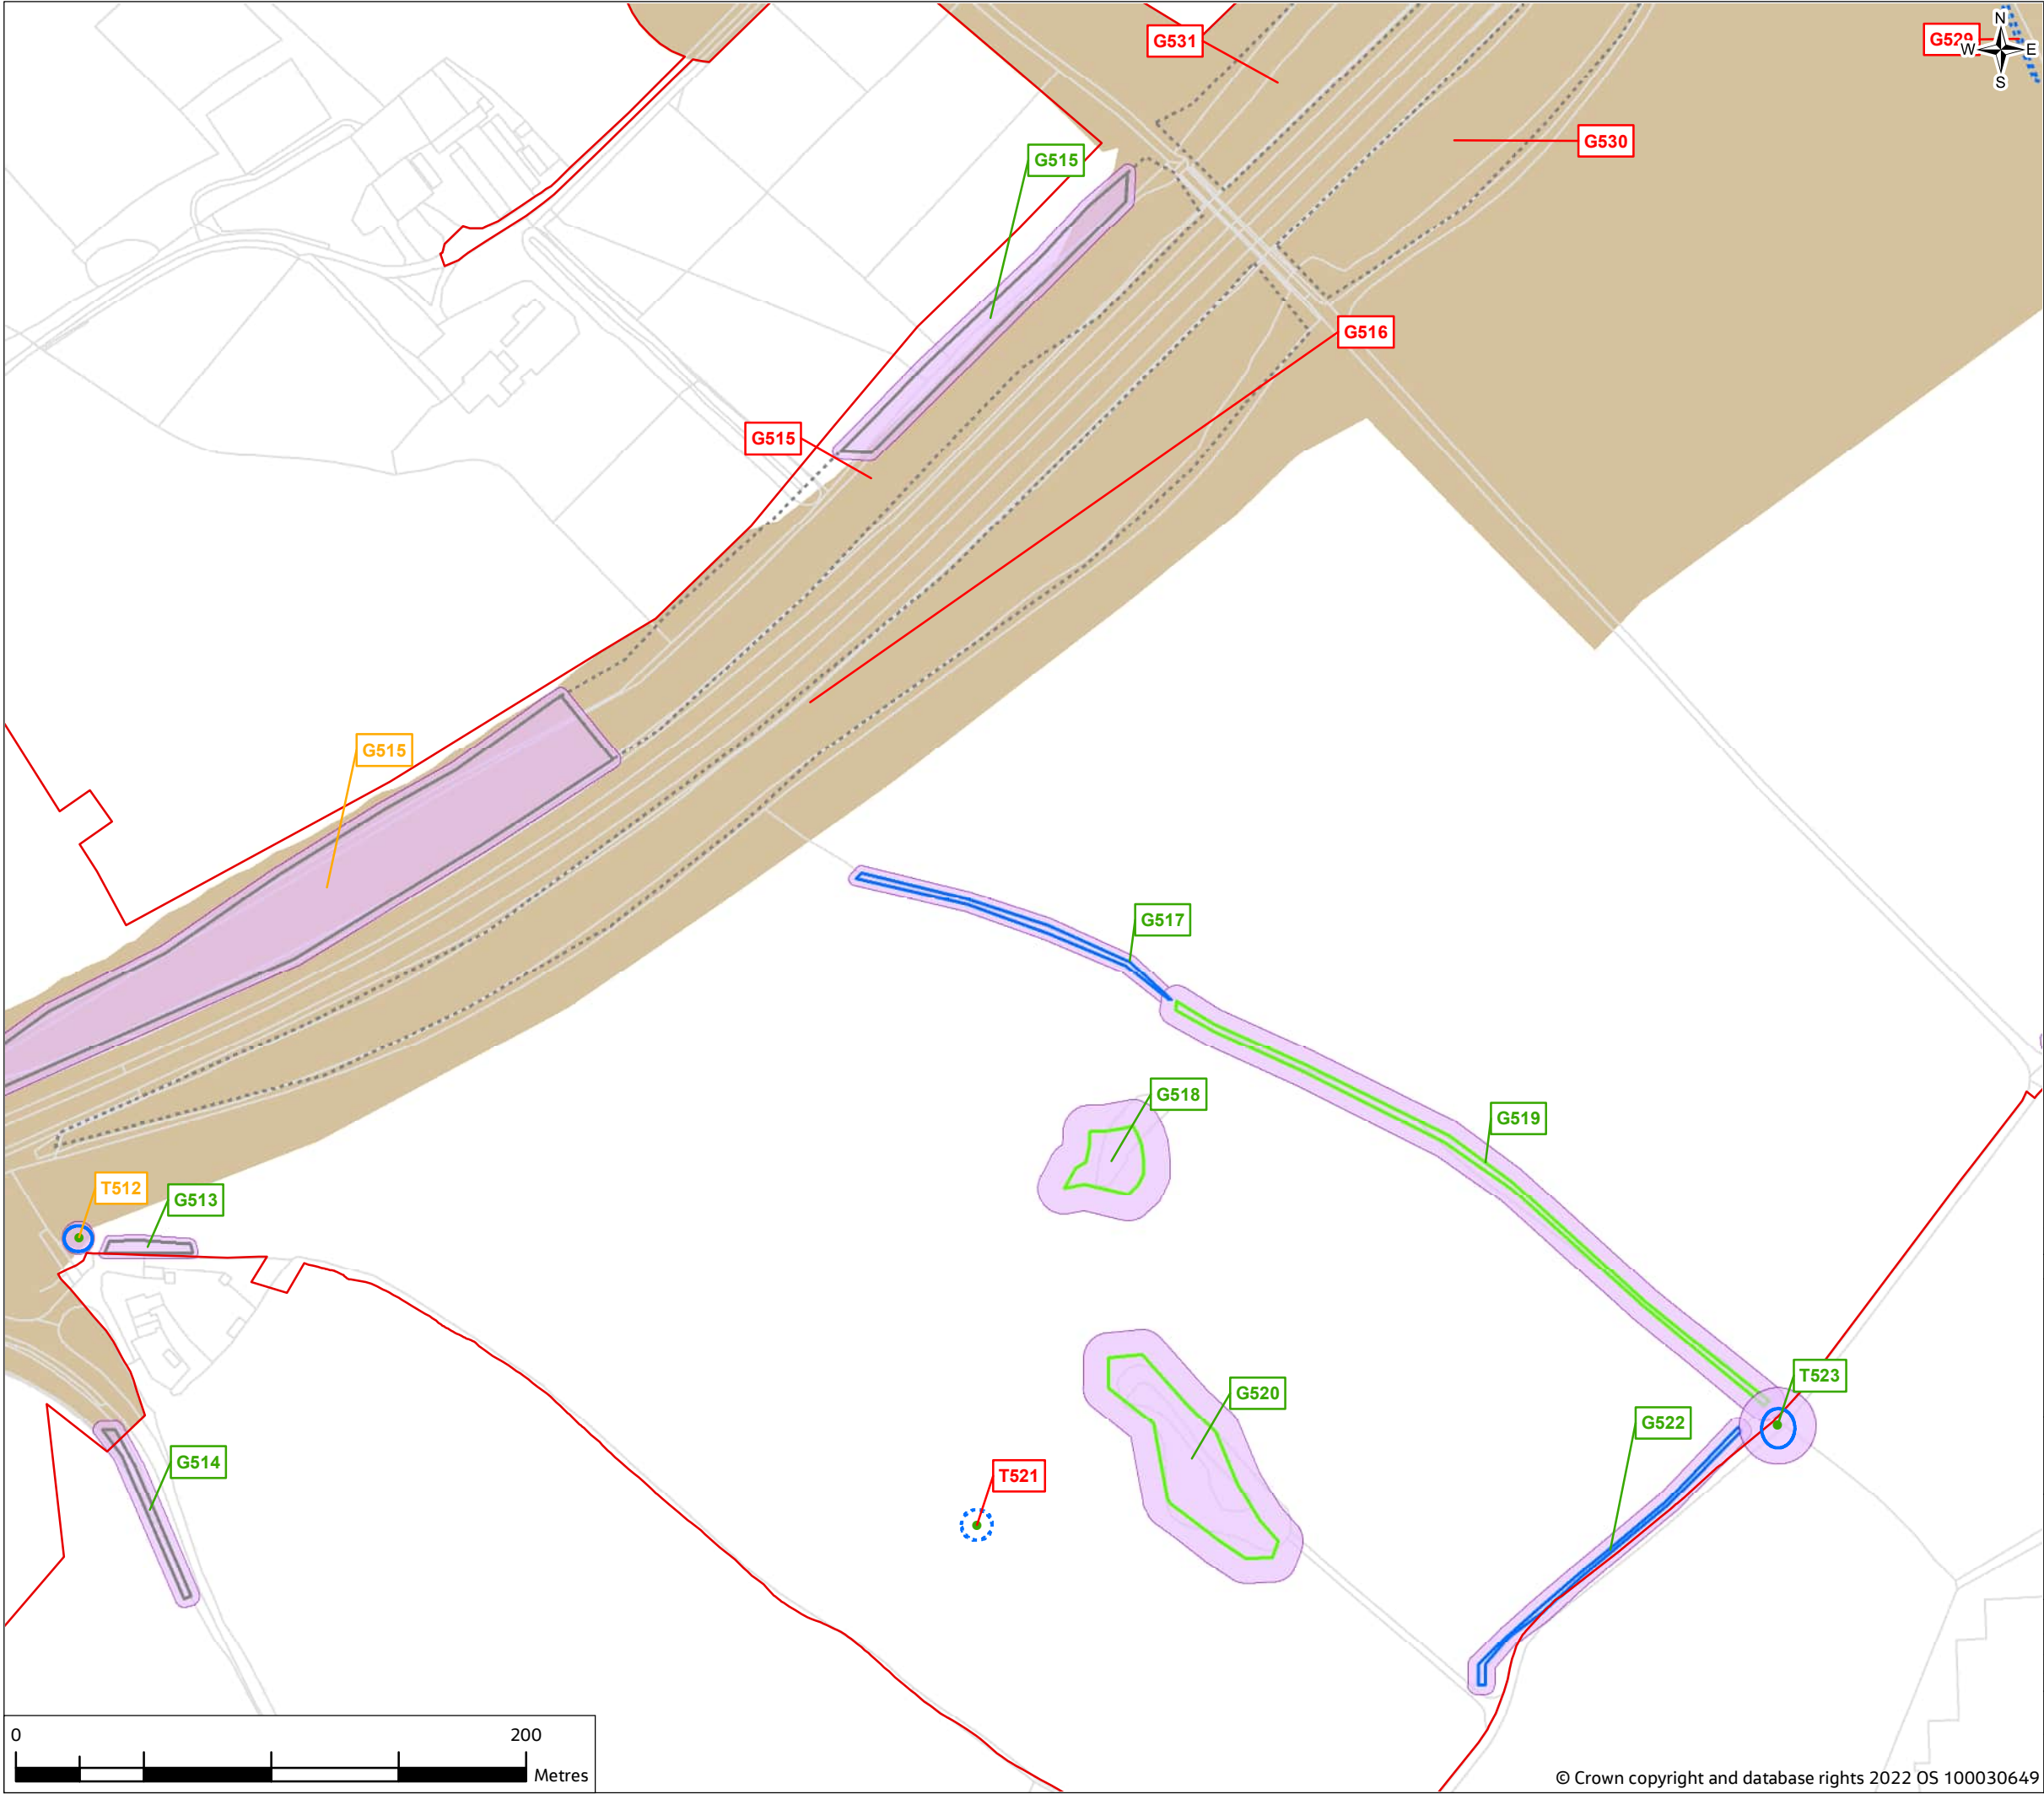 G531
G529
N
W
E
S
G530
G515
G516
G515
G515
G517
G518
G519
T512
G513
T523
G520
G522
G514
T521
0
200
Metres
© Crown copyright and database rights 2022 OS 100030649